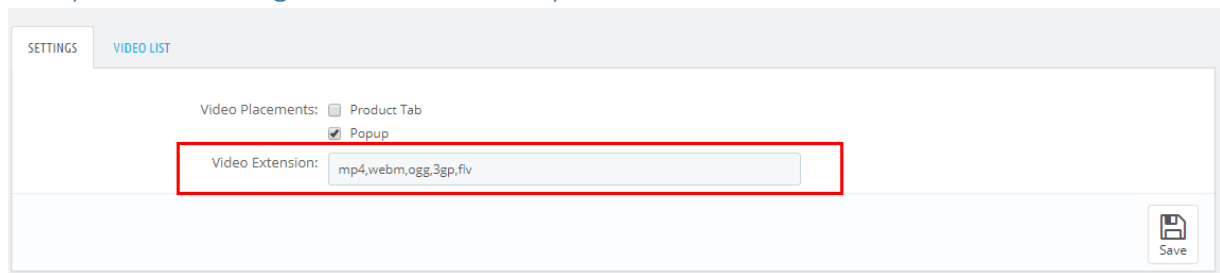 SETTINGS VIDEO LIST
Video Placements: Product Tab
Popup
Video Extension: mp4,webm,ogg,3gp,flv
Save